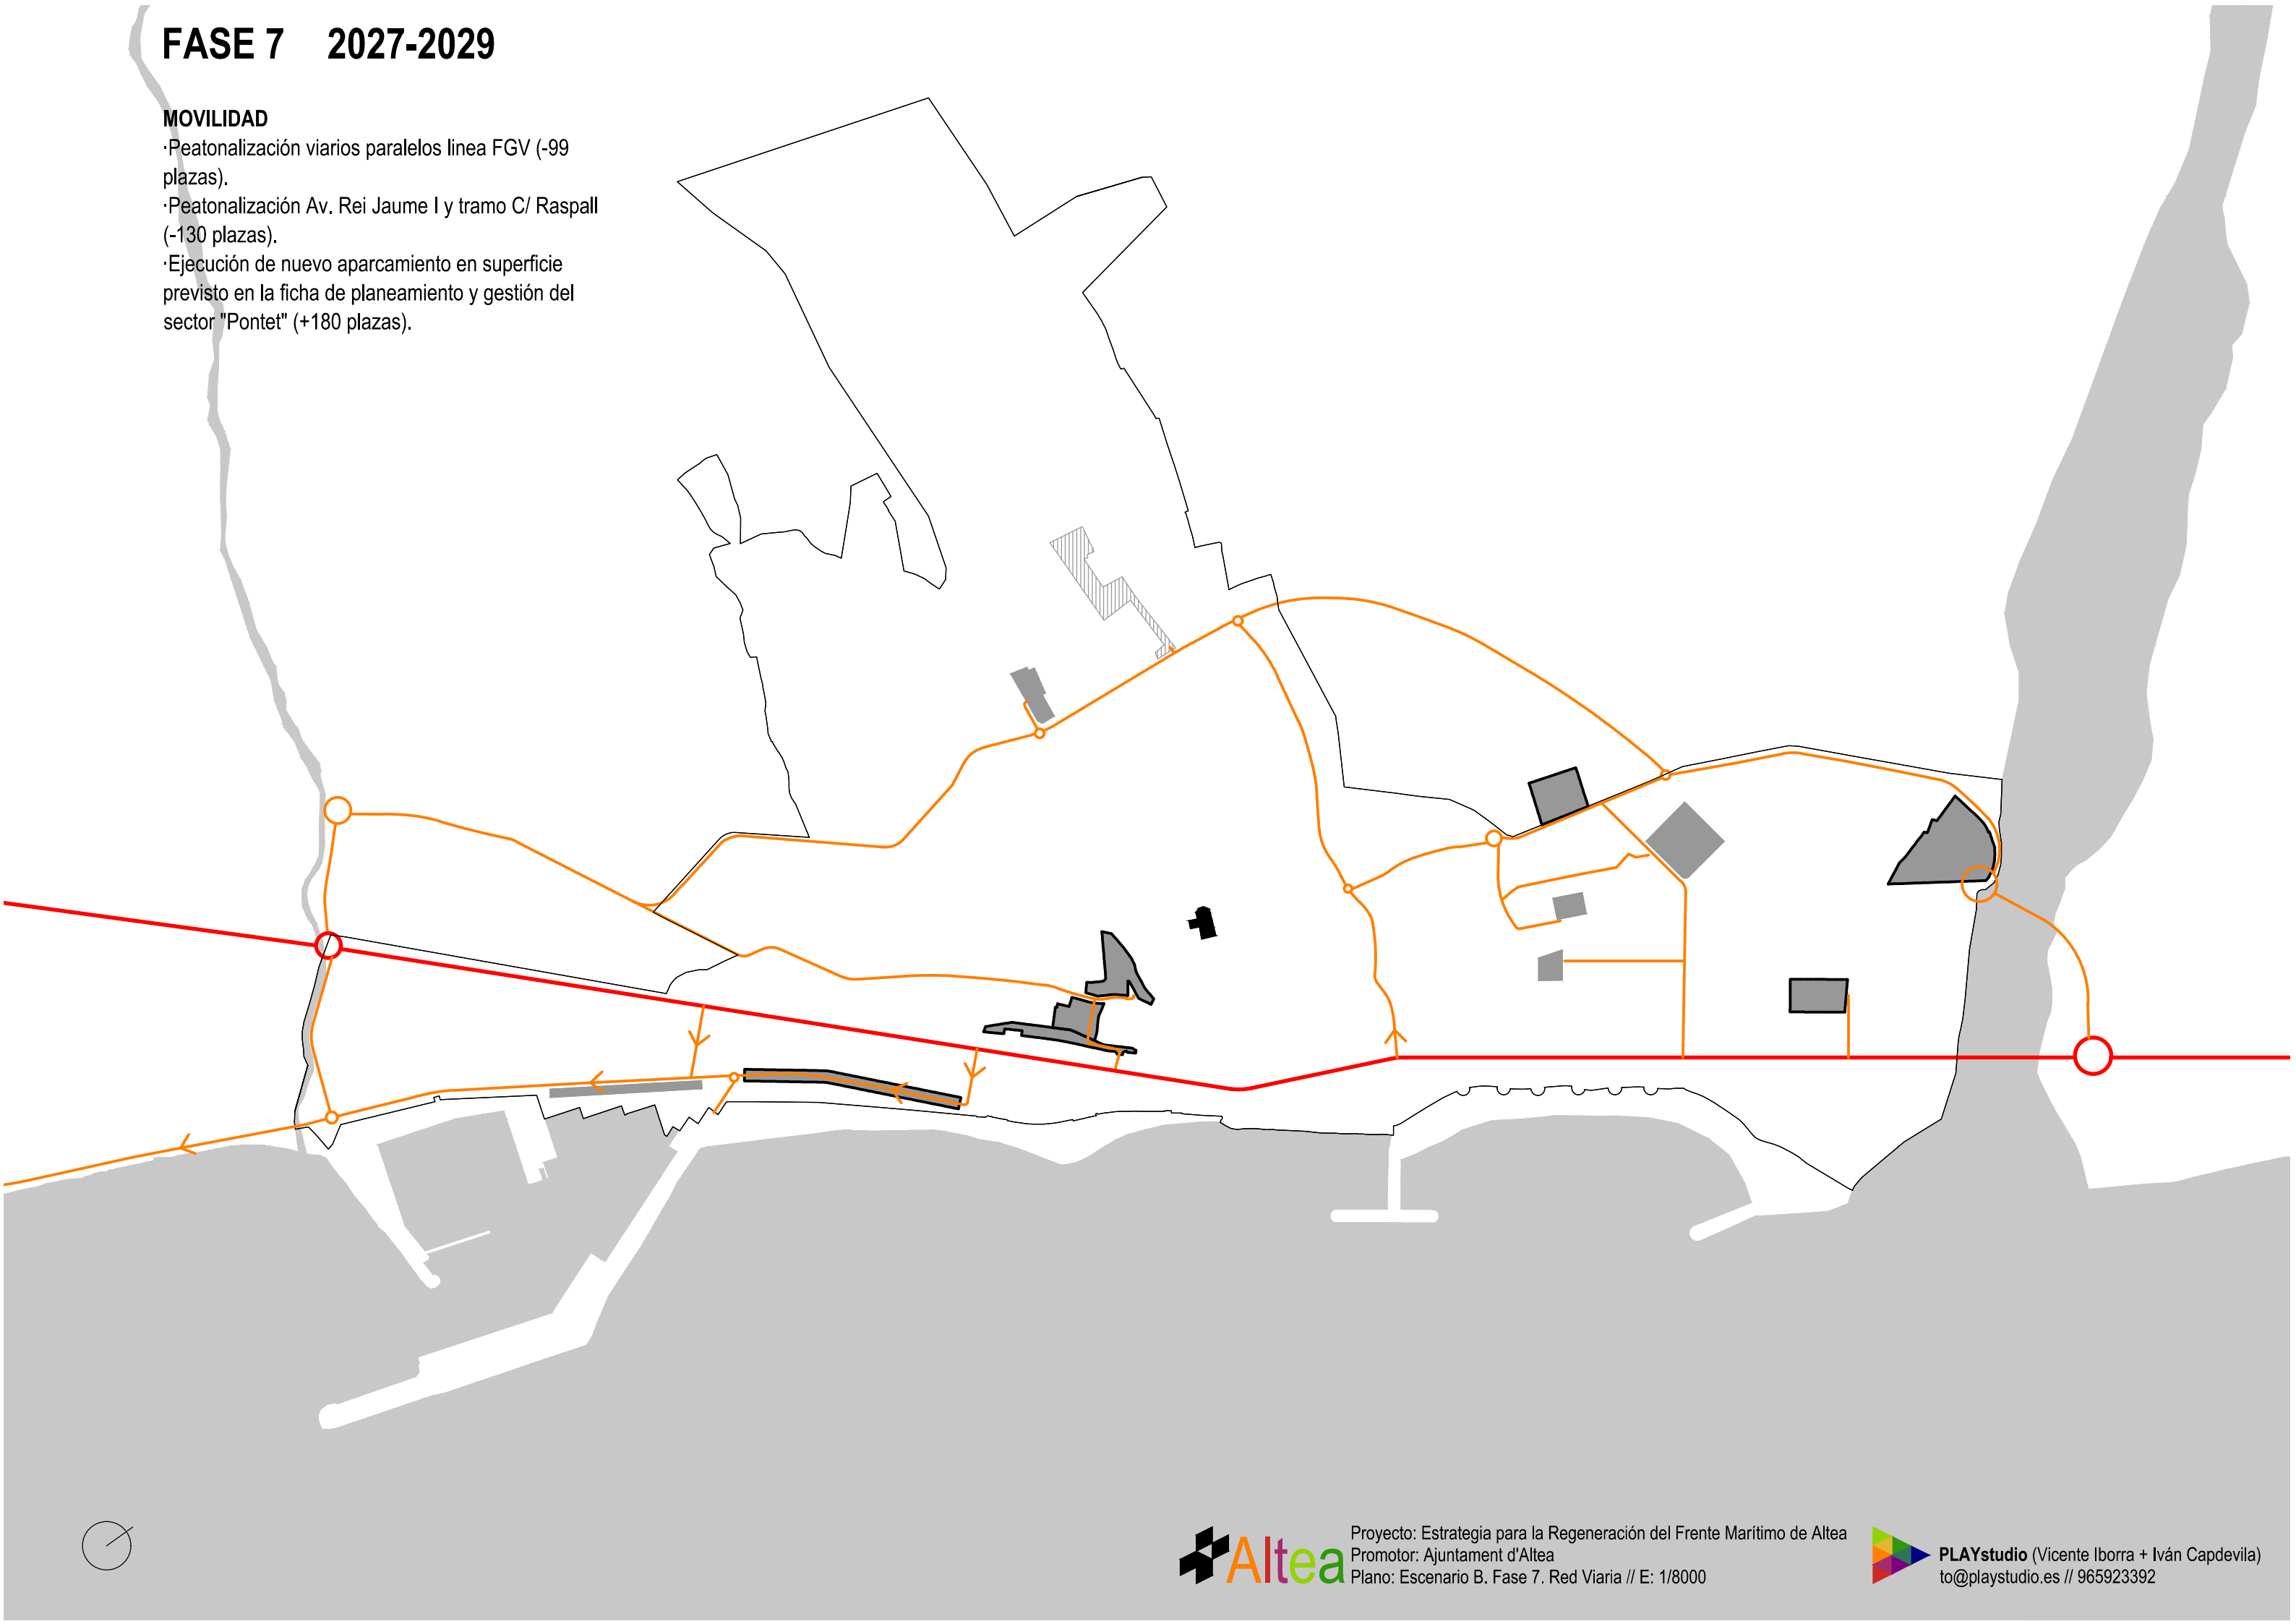 FASE 7 2027-2029
MOVILIDAD
·Peatonalización viarios paralelos linea FGV (-99
plazas).
·Peatonalización Av. Rei Jaume I y tramo C/ Raspall
(-130 plazas).
·Ejecución de nuevo aparcamiento en superficie
previsto en la ficha de planeamiento y gestión del
sector "Pontet" (+180 plazas).
Altea
Proyecto: Estrategia para la Regeneración del Frente Marítimo de Altea
Promotor: Ajuntament d'Altea
Plano: Escenario B. Fase 7. Red Viaria // E: 1/8000
PLAYstudio (Vicente Iborra + Iván Capdevila)
to@playstudio.es // 965923392